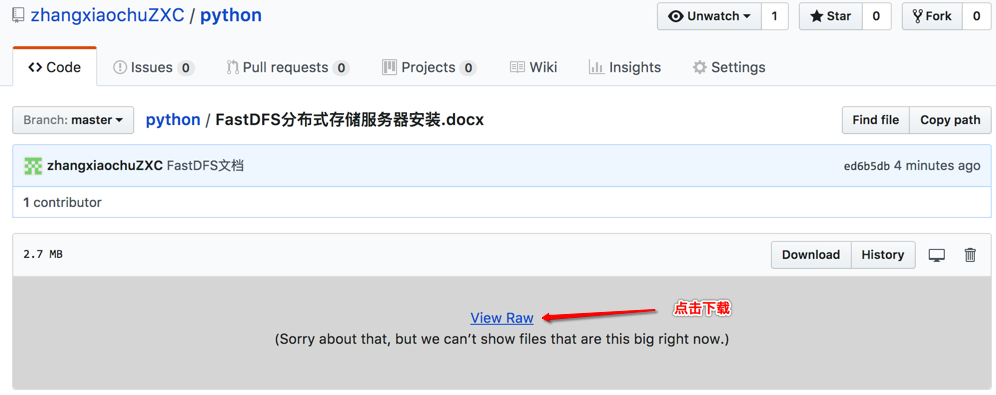 zhangxiaochuZXC / python
Unwatch 1 Star 0 Fork 0
Code Issues 0 Pull requests 0 Projects 0 Wiki Insights Settings
Branch: master python / FastDFS分布式存储服务器安装.docx Find file Copy path
zhangxiaochuZXC FastDFS文档 ed6b5db 4 minutes ago
1 contributor
2.7 MB Download History
View Raw 点击下载
(Sorry about that, but we can't show files that are this big right now.)